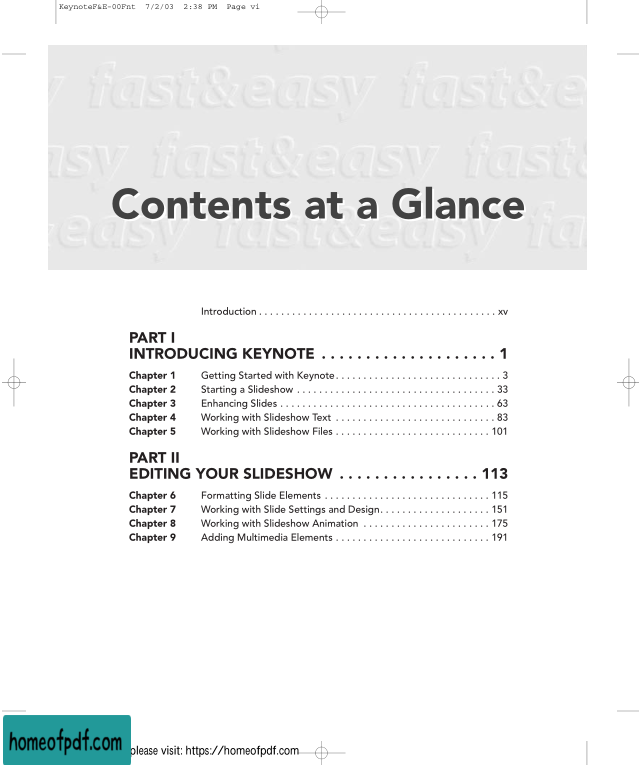 KeynoteF&E-00Fnt 7/2/03 2:38 PM Page vi
fast&easy fast&e
asy fast&easy fast&
Contents at a Glance
easy fast&easy fa
Introduction . . . . . . . . . . . . . . . . . . . . . . . . . . . . . . . . . . . . . . . . . . . xv
PART I
INTRODUCING KEYNOTE . . . . . . . . . . . . . . . . . . . . 1
Chapter 1 Getting Started with Keynote . . . . . . . . . . . . . . . . . . . . . . . . . . . . . . 3
Chapter 2 Starting a Slideshow . . . . . . . . . . . . . . . . . . . . . . . . . . . . . . . . . . . . 33
Chapter 3 Enhancing Slides . . . . . . . . . . . . . . . . . . . . . . . . . . . . . . . . . . . . . . . 63
Chapter 4 Working with Slideshow Text . . . . . . . . . . . . . . . . . . . . . . . . . . . . . 83
Chapter 5 Working with Slideshow Files . . . . . . . . . . . . . . . . . . . . . . . . . . . . 101
PART II
EDITING YOUR SLIDESHOW . . . . . . . . . . . . . . . . 113
Chapter 6 Formatting Slide Elements . . . . . . . . . . . . . . . . . . . . . . . . . . . . . . 115
Chapter 7 Working with Slide Settings and Design. . . . . . . . . . . . . . . . . . . . 151
Chapter 8 Working with Slideshow Animation . . . . . . . . . . . . . . . . . . . . . . . 175
Chapter 9 Adding Multimedia Elements . . . . . . . . . . . . . . . . . . . . . . . . . . . . 191
homeofpdf.com
please visit: https://homeofpdf.com